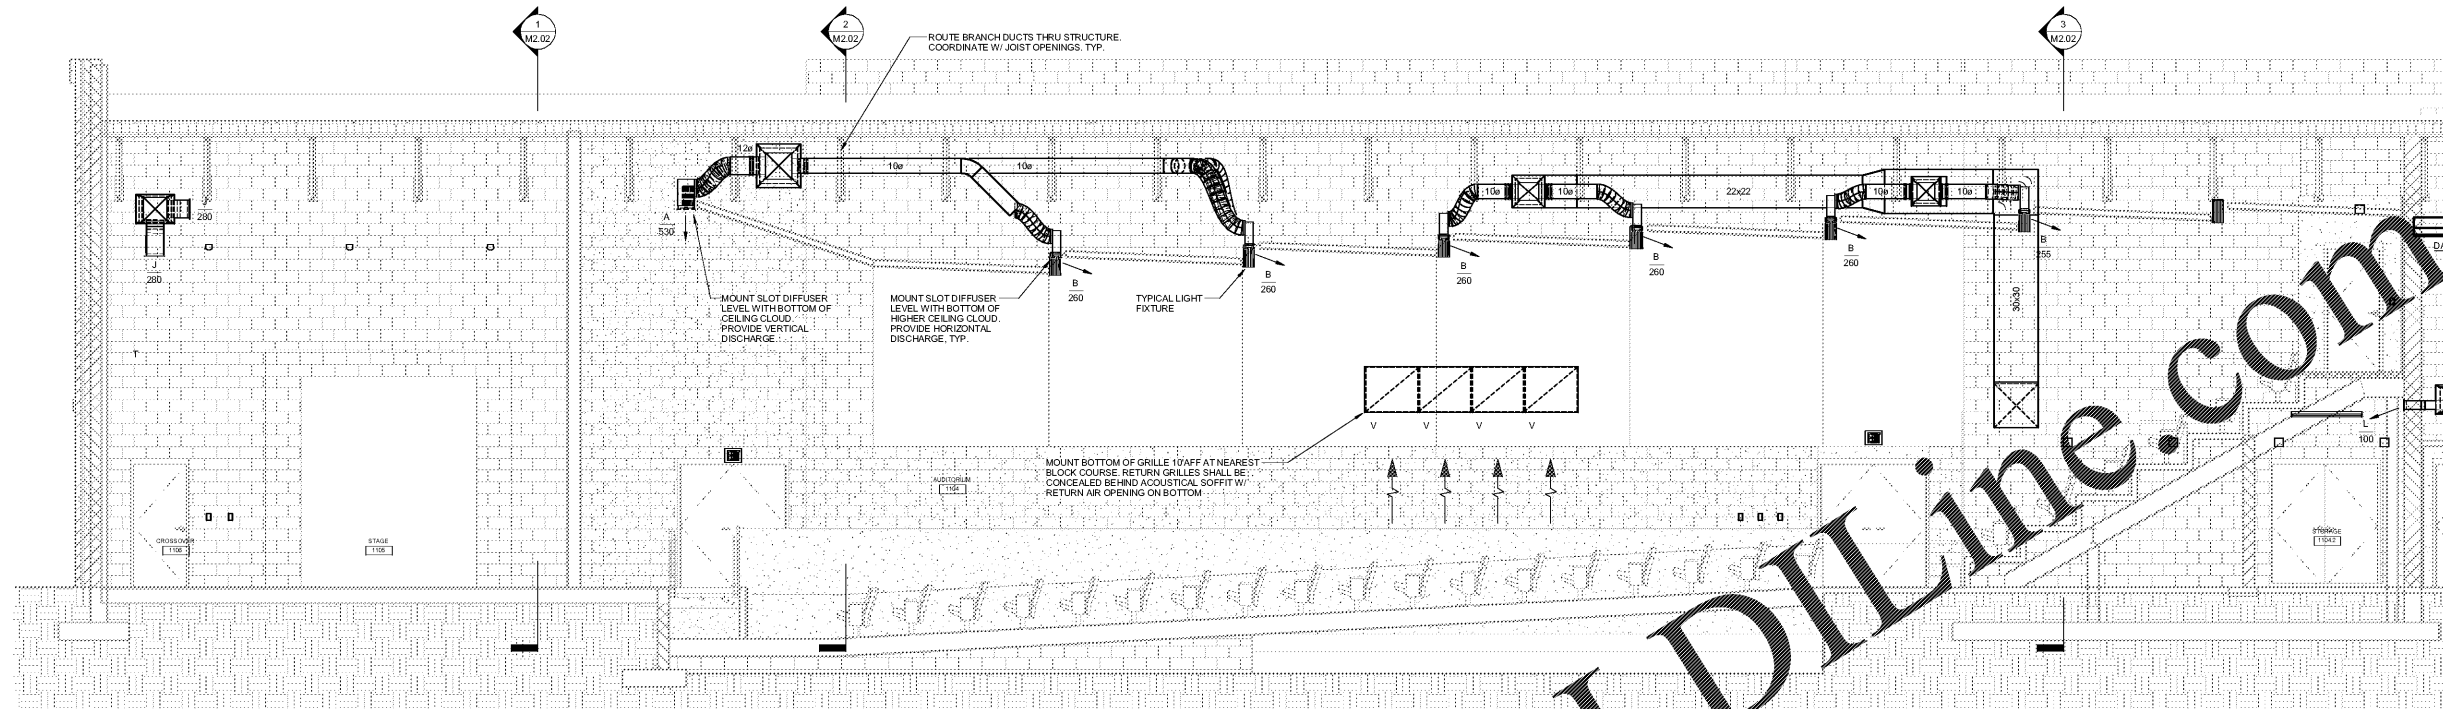 1
M2.02
2
M2.02
3
M2.02
ROUTE BRANCH DUCTS THRU STRUCTURE.
COORDINATE W/ JOIST OPENINGS. TYP.
12ø
10ø
10ø
10ø
10ø
22x22
10ø
10ø
J
280
J
280
A
530
B
260
B
260
B
260
B
260
B
260
B
255
DA
30x30
MOUNT SLOT DIFFUSER
LEVEL WITH BOTTOM OF
CEILING CLOUD.
PROVIDE VERTICAL
DISCHARGE
MOUNT SLOT DIFFUSER
LEVEL WITH BOTTOM OF
HIGHER CEILING CLOUD.
PROVIDE HORIZONTAL
DISCHARGE, TYP.
TYPICAL LIGHT
FIXTURE
T
V
V
V
V
L
100
MOUNT BOTTOM OF GRILLE 10'AFF AT NEAREST
BLOCK COURSE. RETURN GRILLES SHALL BE
CONCEALED BEHIND ACOUSTICAL SOFFIT W/
RETURN AIR OPENING ON BOTTOM
AUDITORIUM
1104
CROSSOVER
1106
STAGE
1105
STORAGE
1104.2
DILine.com